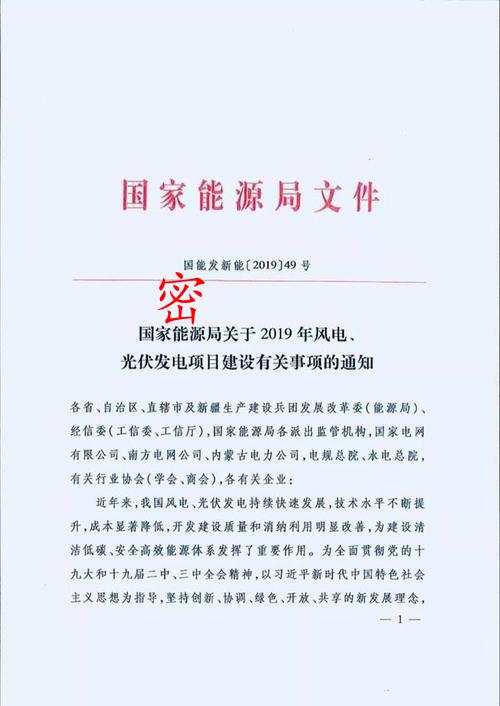 国家能源局文件
国能发新能〔2019〕49 号
密
国家能源局关于 2019 年风电、
光伏发电项目建设有关事项的通知
各省、自治区、直辖市及新疆生产建设兵团发展改革委(能源局)、
经信委(工信委、工信厅),国家能源局各派出监管机构,国家电网
有限公司、南方电网公司、内蒙古电力公司,电规总院、水电总院,
有关行业协会(学会、商会),各有关企业:
近年来,我国风电、光伏发电持续快速发展,技术水平不断提
升,成本显著降低,开发建设质量和消纳利用明显改善,为建设清
洁低碳、安全高效能源体系发挥了重要作用。为全面贯彻党的十
九大和十九届二中、三中全会精神,以习近平新时代中国特色社会
主义思想为指导,坚持创新、协调、绿色、开放、共享的新发展理念,
— 1 —